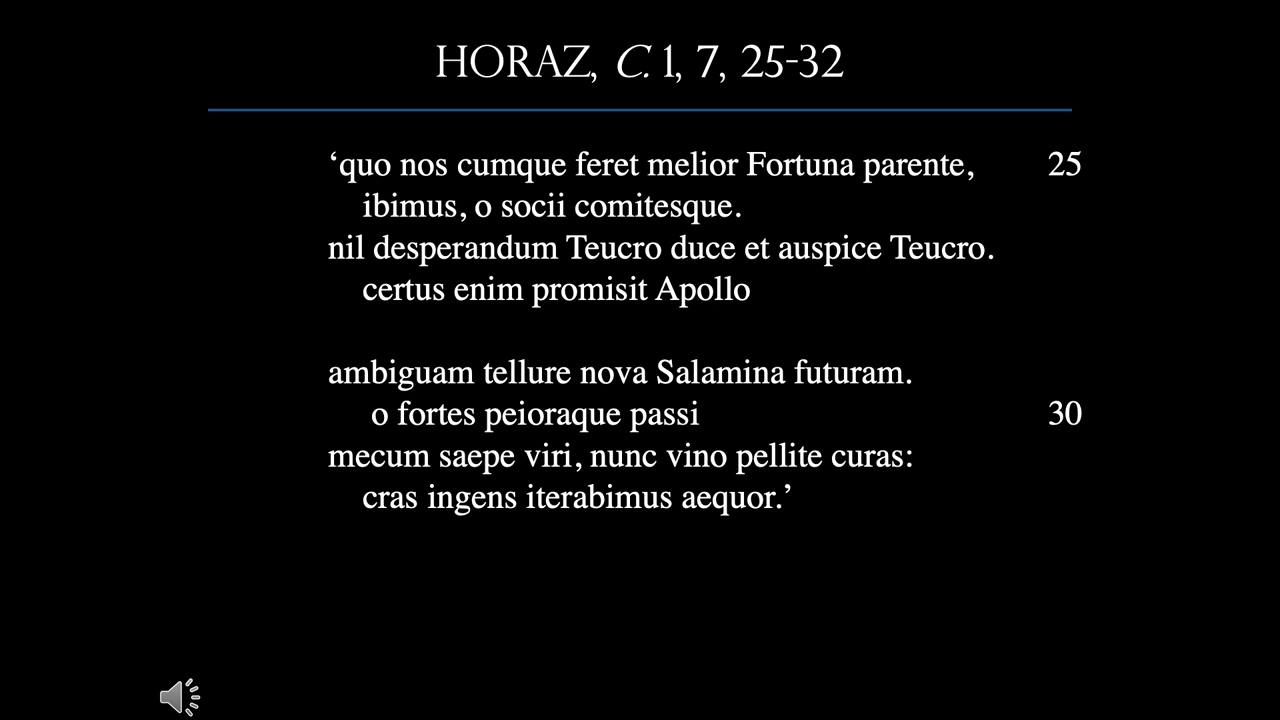 HORAZ, C. 1, 7, 25-32
‘quo nos cumque feret melior Fortuna parente, 25
ibimus, o socii comitesque.
nil desperandum Teucro duce et auspice Teucro.
certus enim promisit Apollo
ambiguam tellure nova Salamina futuram.
o fortes peioraque passi 30
mecum saepe viri, nunc vino pellite curas:
cras ingens iterabimus aequor.’